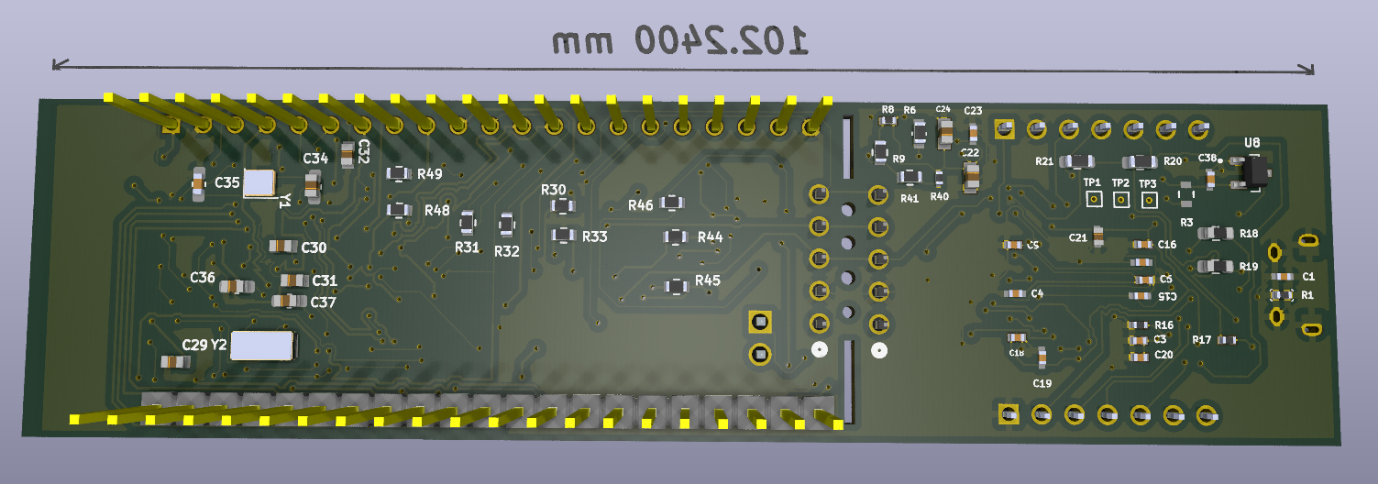 102.2400 mm
R8
R6
C24
C23
C32
C34
R49
R9
C22
R21
R20
C38
U8
C35
Y1
R48
R30
R46
R41
R40
TP1
TP2
TP3
R3
R31
R32
R33
R44
C21
C16
R18
C30
C5
R19
C36
C31
R45
C4
C5
C15
C1
R1
C37
R16
C29
Y2
C18
C3
R17
C20
C19